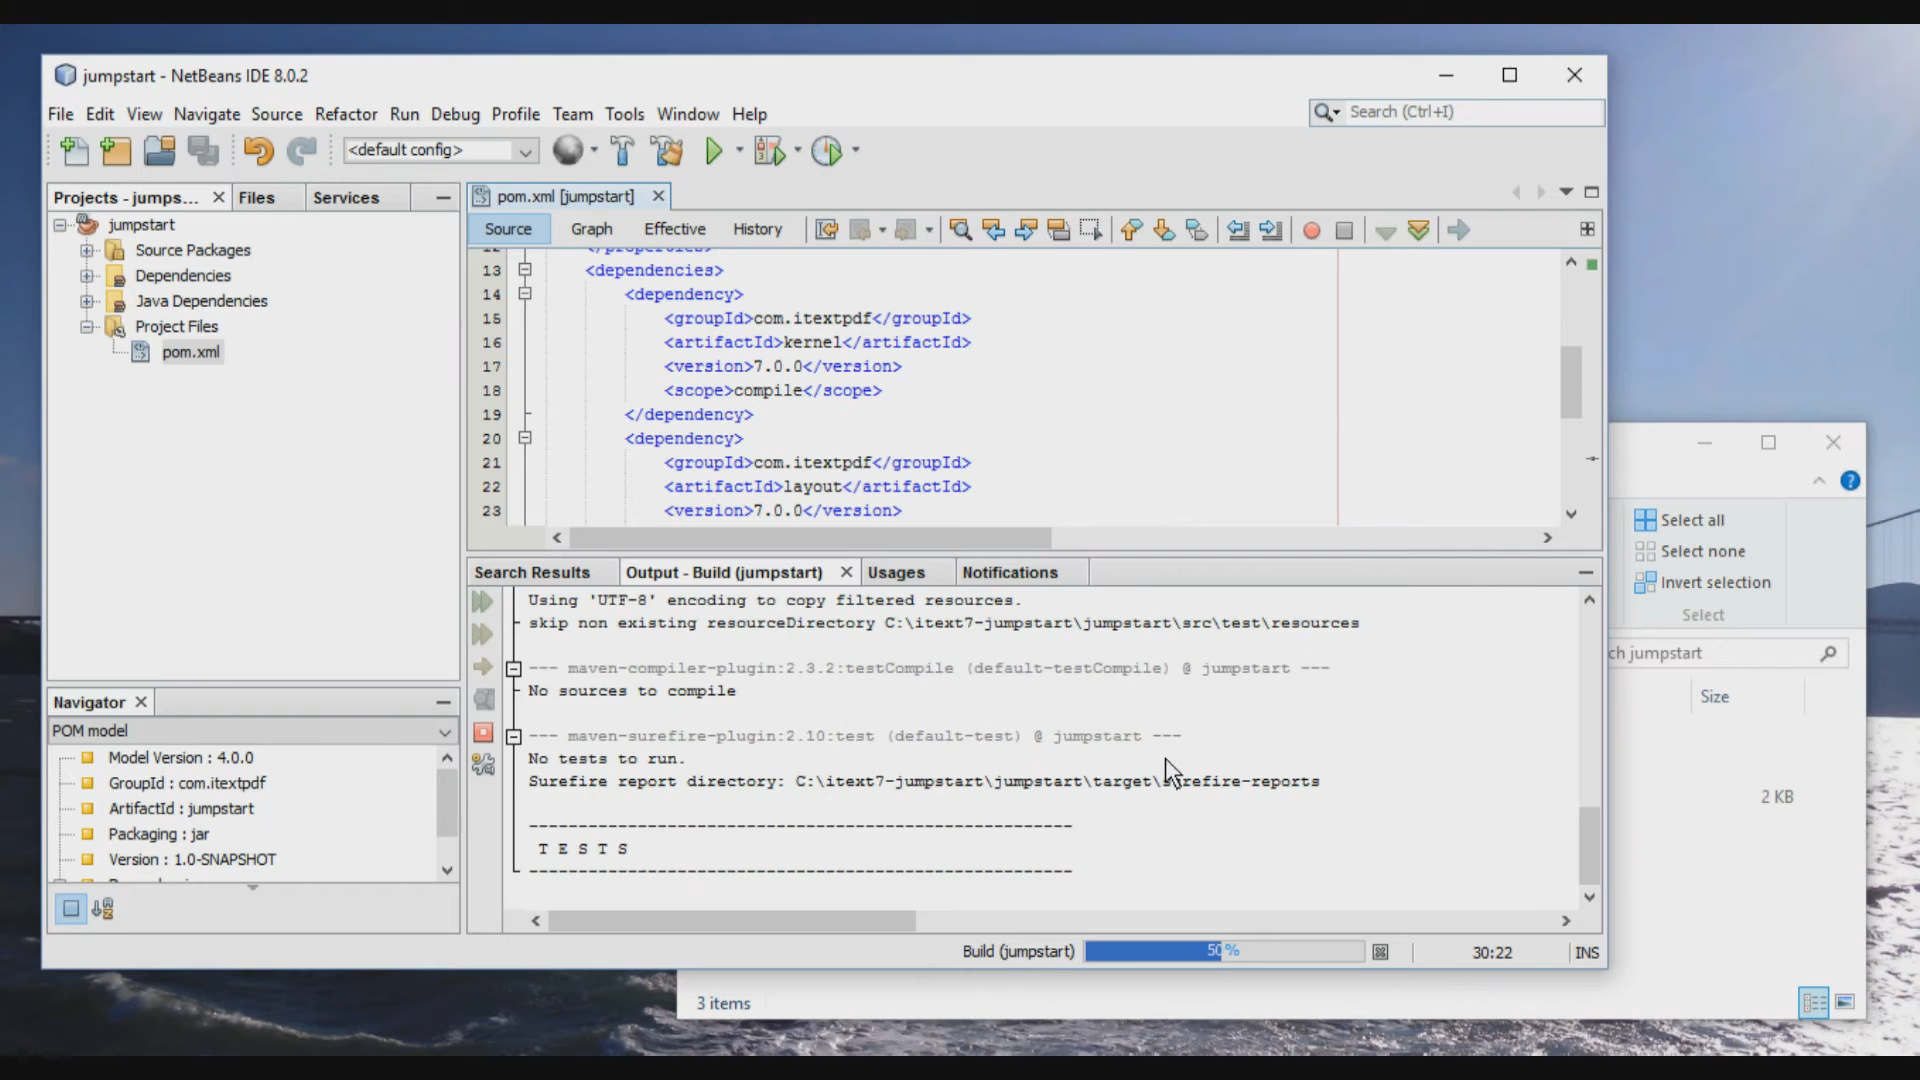 jumpstart - NetBeans IDE 8.0.2
File Edit View Navigate Source Refactor Run Debug Profile Team Tools Window Help
Search (Ctrl+I)
<default config>
Projects - jumps...
Files
Services
jumpstart
Source Packages
Dependencies
Java Dependencies
Project Files
pom.xml
pom.xml [jumpstart]
Source
Graph
Effective
History
12 </properties>
13 <dependencies>
14 <dependency>
15 <groupId>com.itextpdf</groupId>
16 <artifactId>kernel</artifactId>
17 <version>7.0.0</version>
18 <scope>compile</scope>
19 </dependency>
20 <dependency>
21 <groupId>com.itextpdf</groupId>
22 <artifactId>layout</artifactId>
23 <version>7.0.0</version>
Navigator
POM model
Model Version : 4.0.0
GroupId : com.itextpdf
ArtifactId : jumpstart
Packaging : jar
Version : 1.0-SNAPSHOT
Search Results
Output - Build (jumpstart)
Usages
Notifications
Using 'UTF-8' encoding to copy filtered resources.
skip non existing resourceDirectory C:\itext7-jumpstart\jumpstart\src\test\resources
--- maven-compiler-plugin:2.3.2:testCompile (default-testCompile) @ jumpstart ---
No sources to compile
--- maven-surefire-plugin:2.10:test (default-test) @ jumpstart ---
No tests to run.
Surefire report directory: C:\itext7-jumpstart\jumpstart\target\surefire-reports
-------------------------------------------------------
T E S T S
-------------------------------------------------------
Build (jumpstart)
50%
30:22
INS
Select all
Select none
Invert selection
Select
ch jumpstart
Size
2 KB
3 items